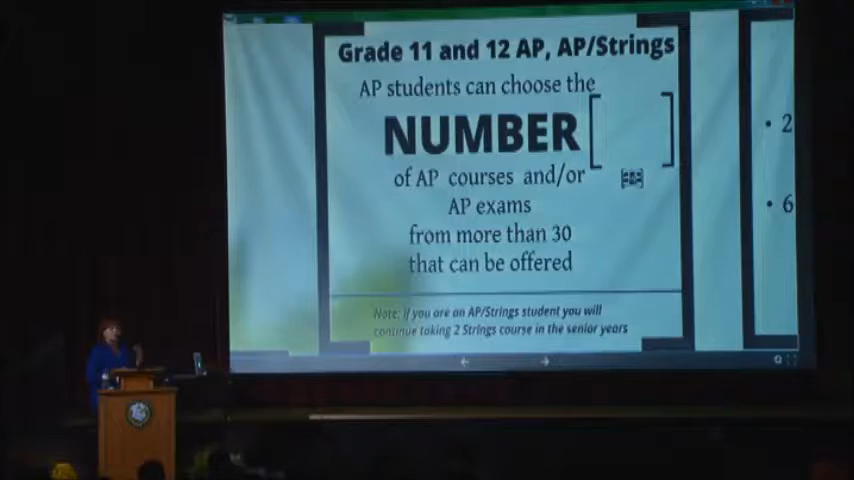 Grade 11 and 12 AP, AP/Strings
AP students can choose the
NUMBER
of AP courses and/or
AP exams
from more than 30
that can be offered
Note: if you are an AP/Strings student you will
continue taking 2 Strings course in the senior years
• 2
• 6